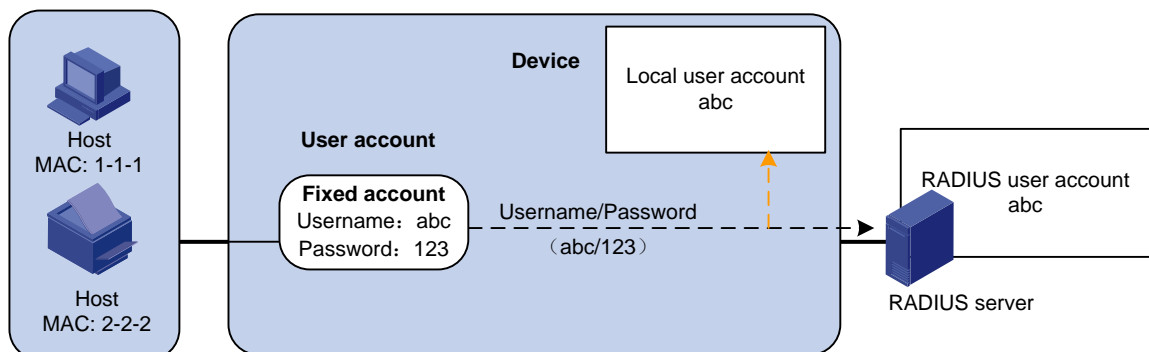 Host
MAC: 1-1-1
Host
MAC: 2-2-2
Device
User account
Fixed account
Username：abc
Password：123
Username/Password
（abc/123）
Local user account
abc
RADIUS user account
abc
RADIUS server